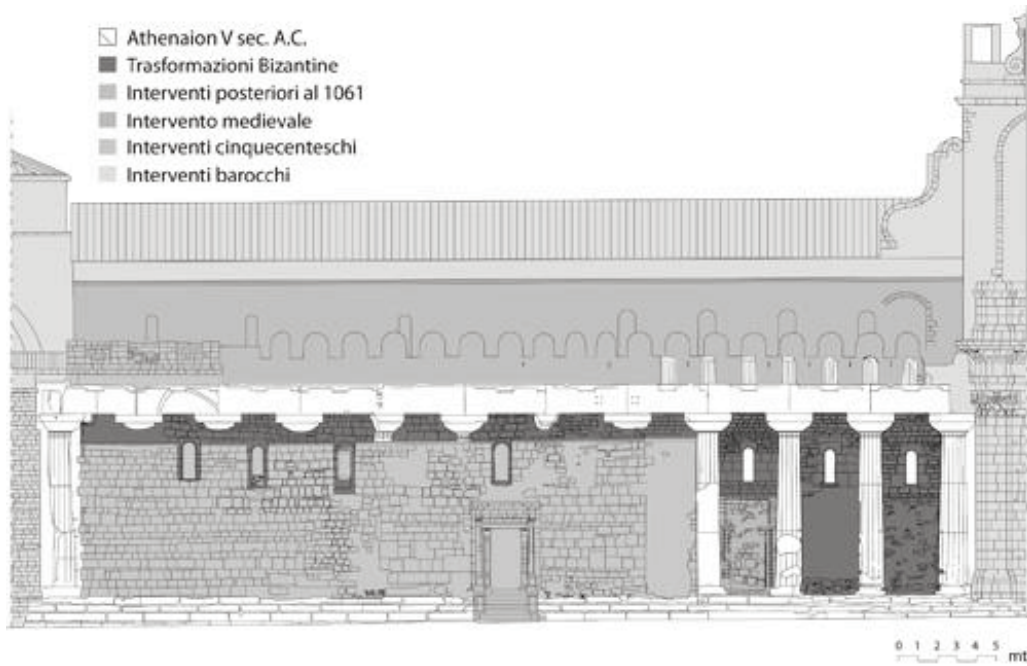 Athenaion V sec. A.C.
Trasformazioni Bizantine
Interventi posteriori al 1061
Intervento medievale
Interventi cinquecenteschi
Interventi barocchi
0 1 2 3 4 5 mt